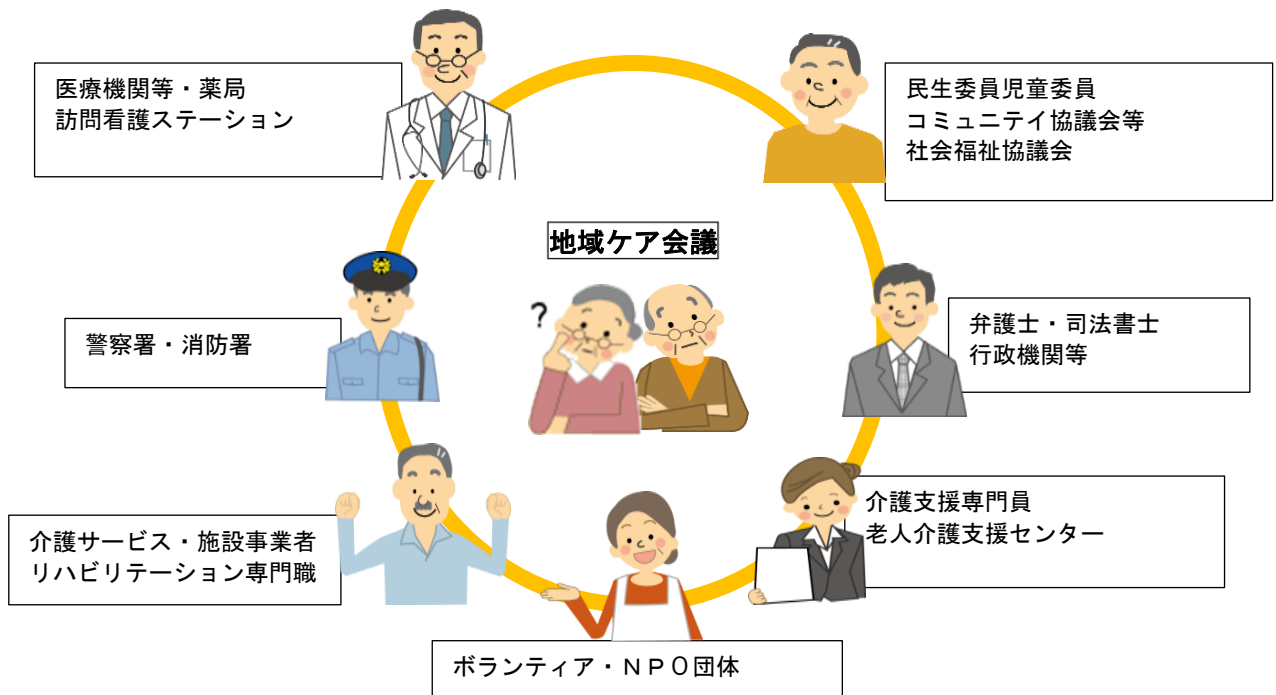 医療機関等・薬局
訪問看護ステーション
民生委員児童委員
コミュニテイ協議会等
社会福祉協議会
地域ケア会議
?
警察署・消防署
弁護士・司法書士
行政機関等
介護サービス・施設事業者
リハビリテーション専門職
介護支援専門員
老人介護支援センター
ボランティア・ＮＰＯ団体